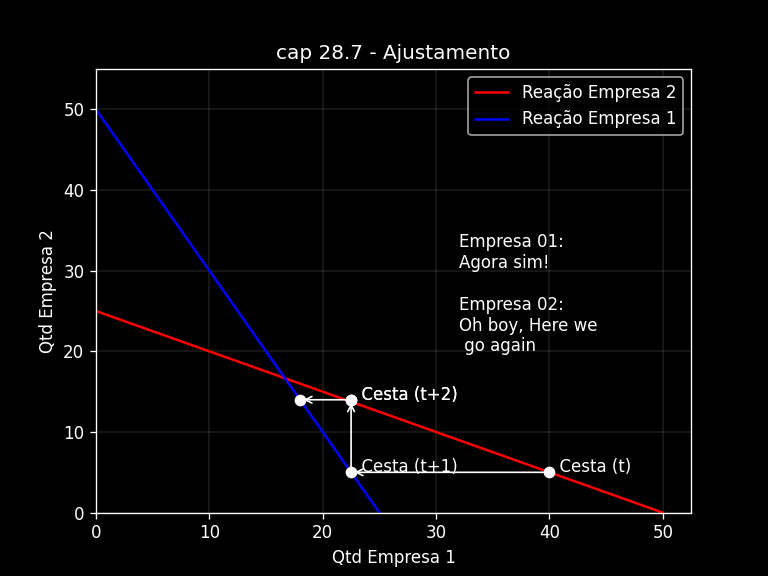 cap 28.7 - Ajustamento
Reação Empresa 2
Reação Empresa 1
Empresa 01:
Agora sim!
Empresa 02:
Oh boy, Here we
go again
Cesta (t+2)
Cesta (t+1)
Cesta (t)
Qtd Empresa 2
50
40
30
20
10
0
0
10
20
30
40
50
Qtd Empresa 1